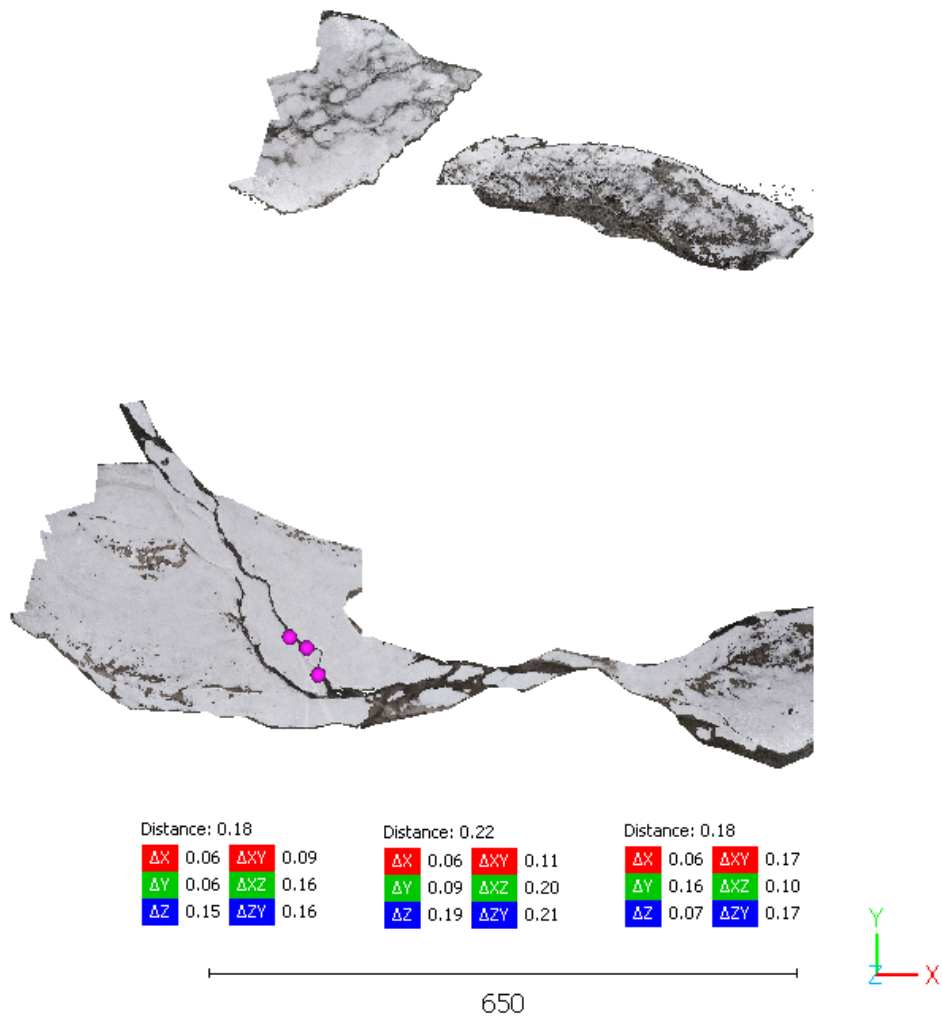 Distance: 0.18 Distance: 0.22 Distance: 0.18
ΔX 0.06 ΔXY 0.09 ΔX 0.06 ΔXY 0.11 ΔX 0.06 ΔXY 0.17
ΔY 0.06 ΔXZ 0.16 ΔY 0.09 ΔXZ 0.20 ΔY 0.16 ΔXZ 0.10
ΔZ 0.15 ΔZY 0.16 ΔZ 0.19 ΔZY 0.21 ΔZ 0.07 ΔZY 0.17
Y
Z X
650